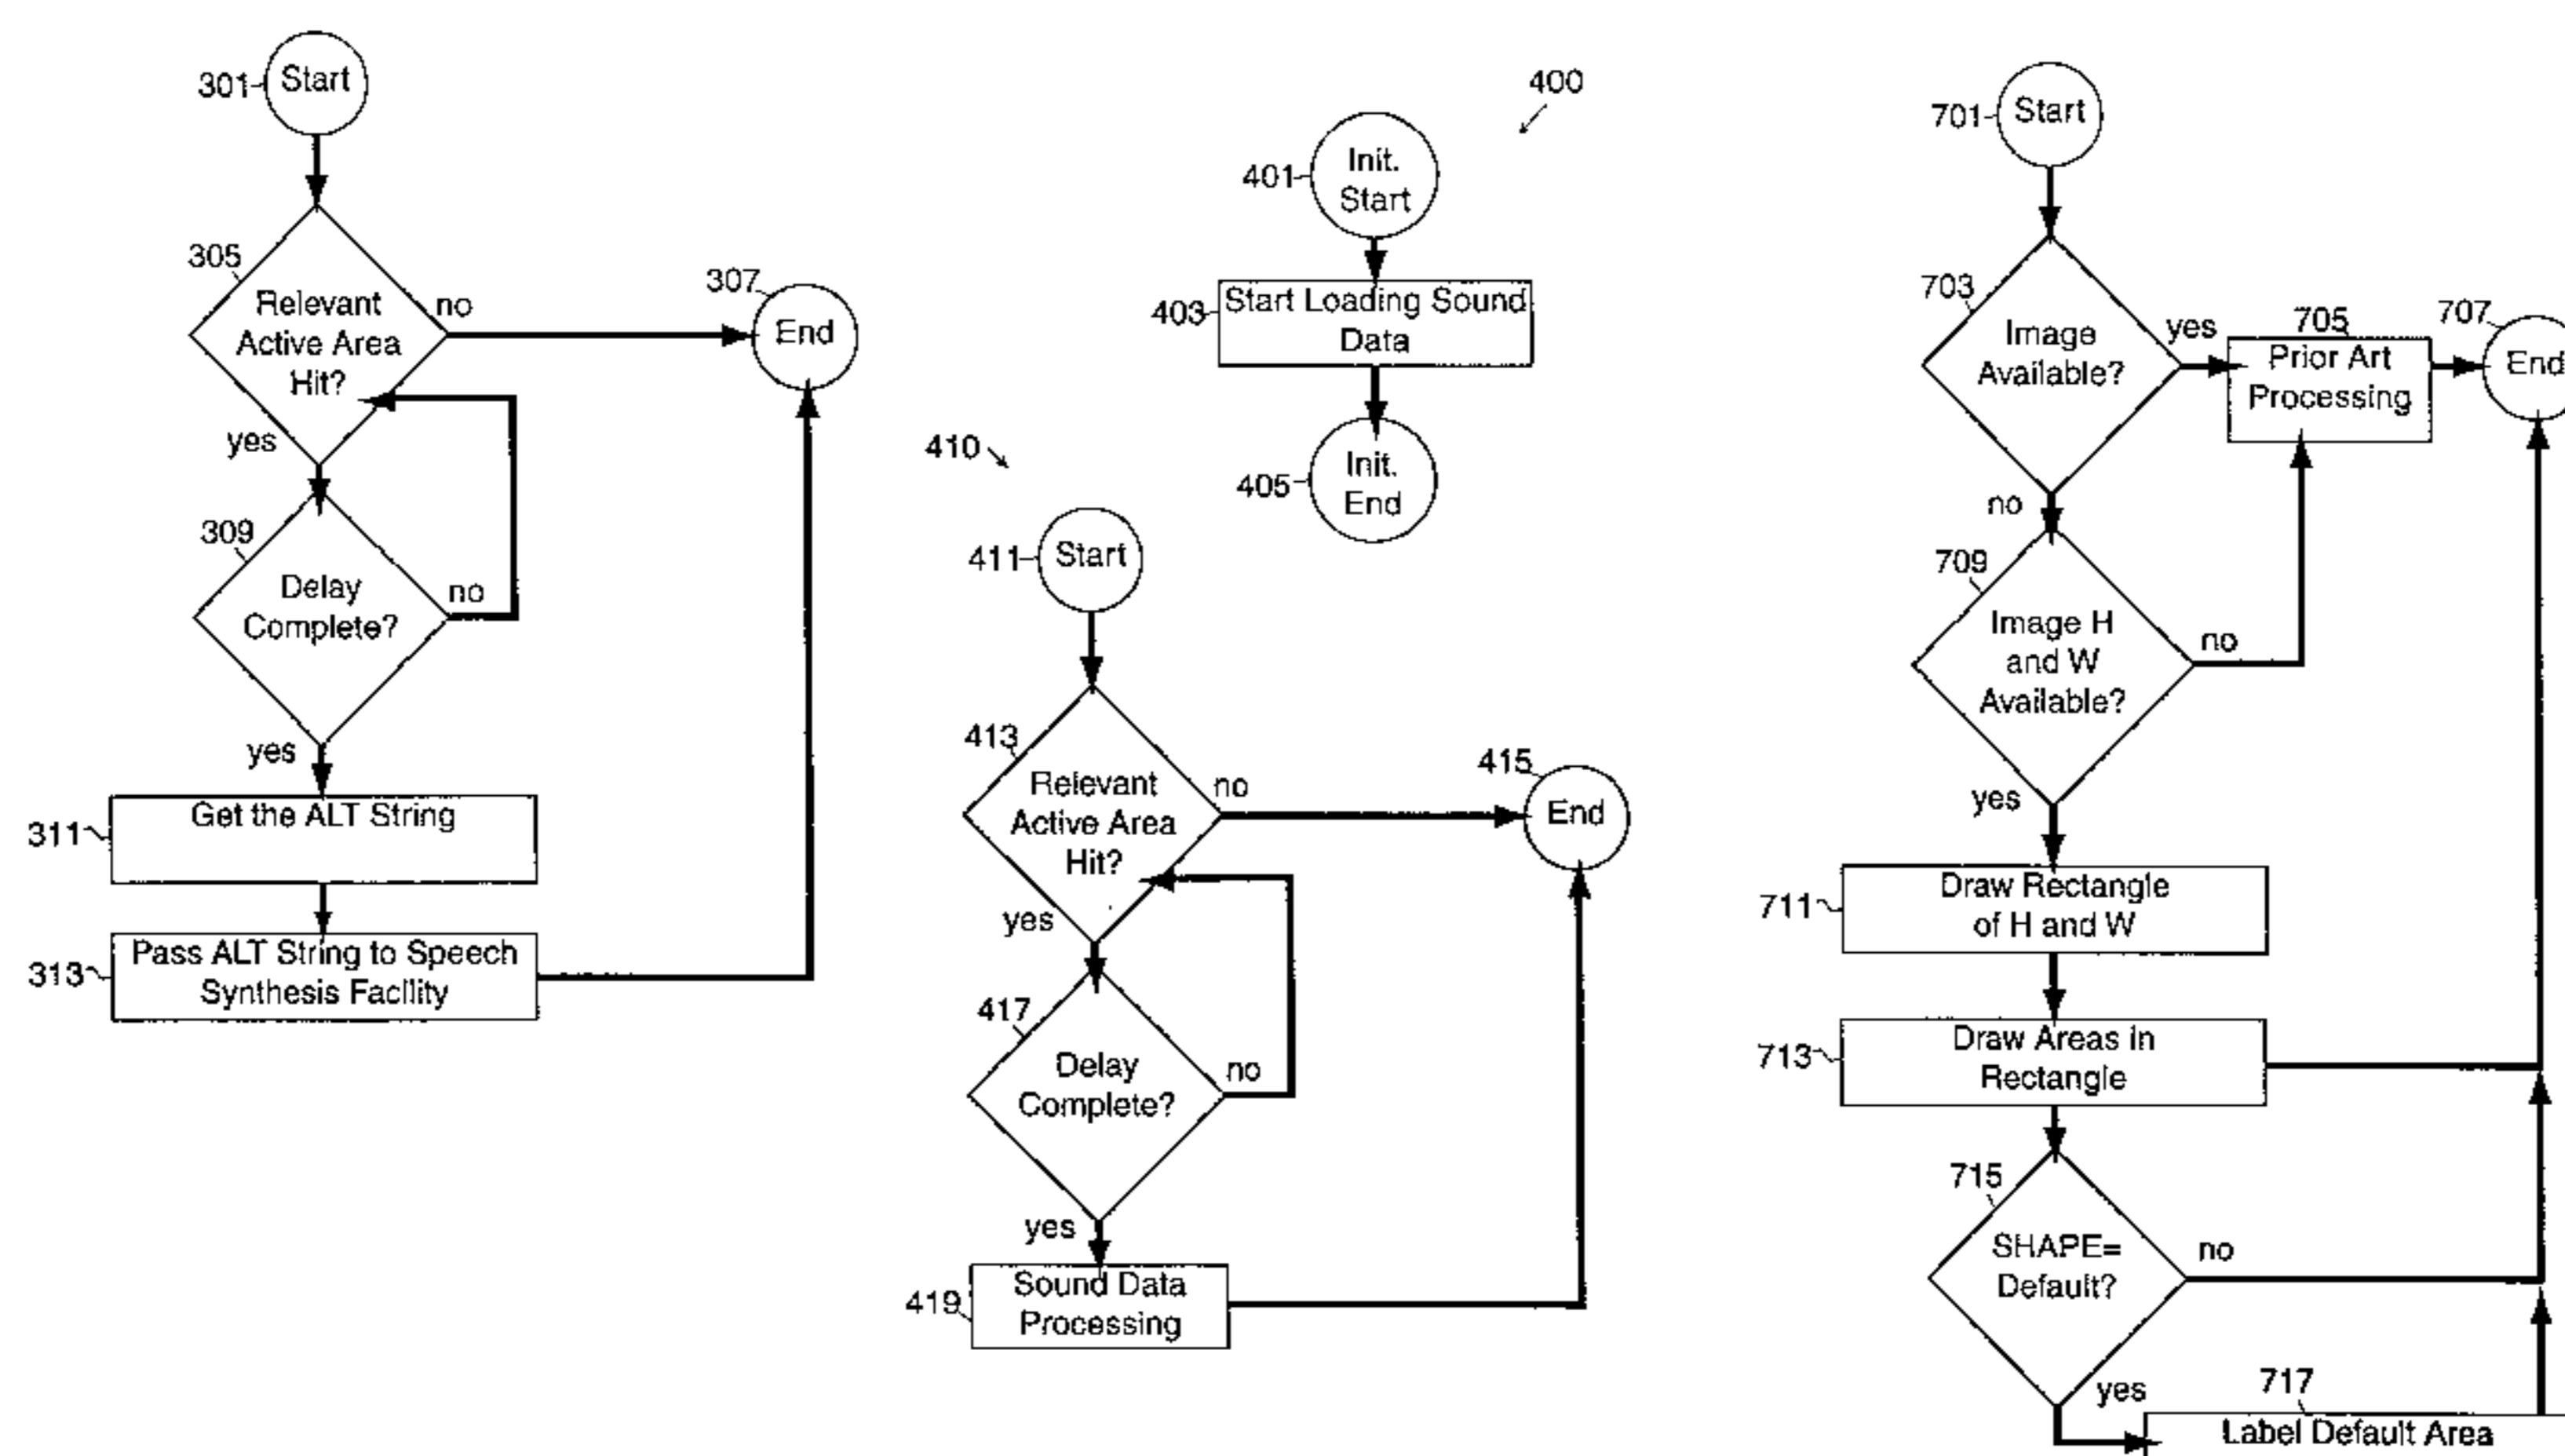 301
Start
305
Relevant
Active Area
Hit?
no
307
End
yes
309
Delay
Complete?
no
yes
311
Get the ALT String
313
Pass ALT String to Speech
Synthesis Facility
400
401
Init.
Start
403
Start Loading Sound
Data
405
Init.
End
410
411
Start
413
Relevant
Active Area
Hit?
no
415
End
yes
417
Delay
Complete?
no
yes
419
Sound Data
Processing
701
Start
703
Image
Available?
yes
705
Prior Art
Processing
707
End
no
709
Image H
and W
Available?
no
yes
711
Draw Rectangle
of H and W
713
Draw Areas in
Rectangle
715
SHAPE=
Default?
no
yes
717
Label Default Area